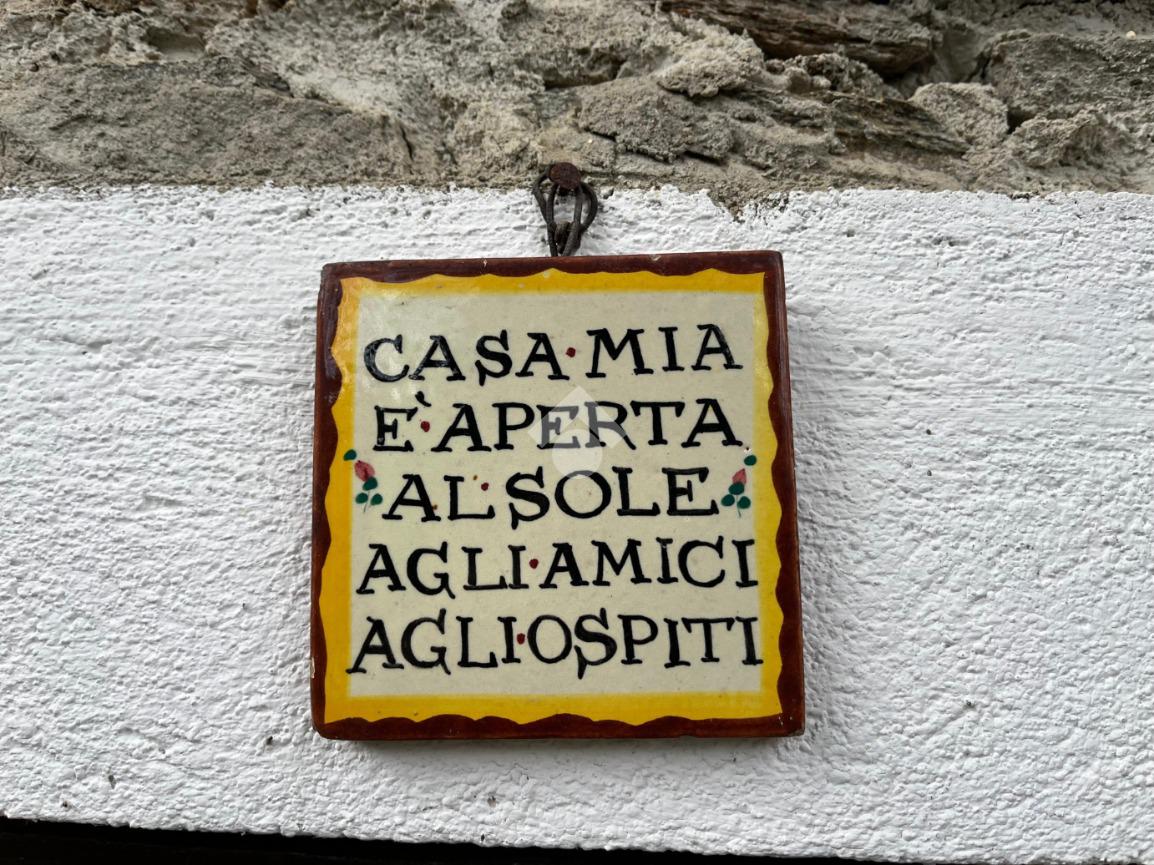 CASA·MIA
E`·APERTA
AL·SOLE
AGLI·AMICI
AGLI·OSPITI